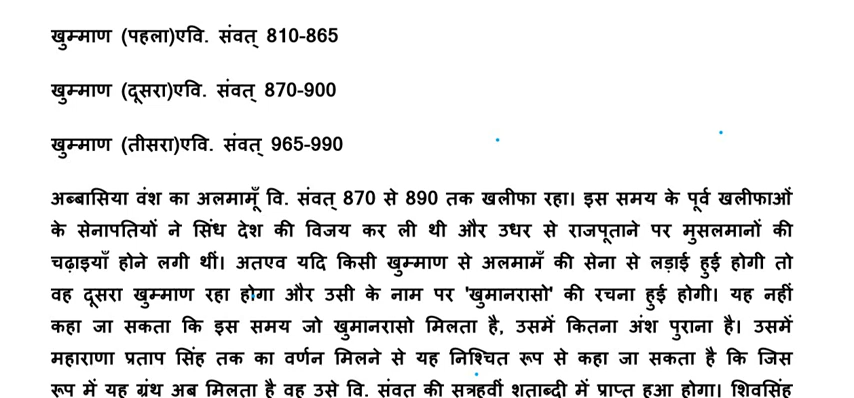 खुम्माण (पहला)एवि. संवत् 810-865
खुम्माण (दूसरा)एवि. संवत् 870-900
खुम्माण (तीसरा)एवि. संवत् 965-990
अब्बासिया वंश का अलमामूँ वि. संवत् 870 से 890 तक खलीफा रहा। इस समय के पूर्व खलीफाओं
के सेनापतियों ने सिंध देश की विजय कर ली थी और उधर से राजपूताने पर मुसलमानों की
चढ़ाइयाँ होने लगी थीं। अतएव यदि किसी खुम्माण से अलमामँ की सेना से लड़ाई हुई होगी तो
वह दूसरा खुम्माण रहा होगा और उसी के नाम पर 'खुमानरासो' की रचना हुई होगी। यह नहीं
कहा जा सकता कि इस समय जो खुमानरासो मिलता है, उसमें कितना अंश पुराना है। उसमें
महाराणा प्रताप सिंह तक का वर्णन मिलने से यह निश्चित रूप से कहा जा सकता है कि जिस
रूप में यह ग्रंथ अब मिलता है वह उसे वि. संवत की सत्रहवीं शताब्दी में प्राप्त हुआ होगा। शिवसिंह